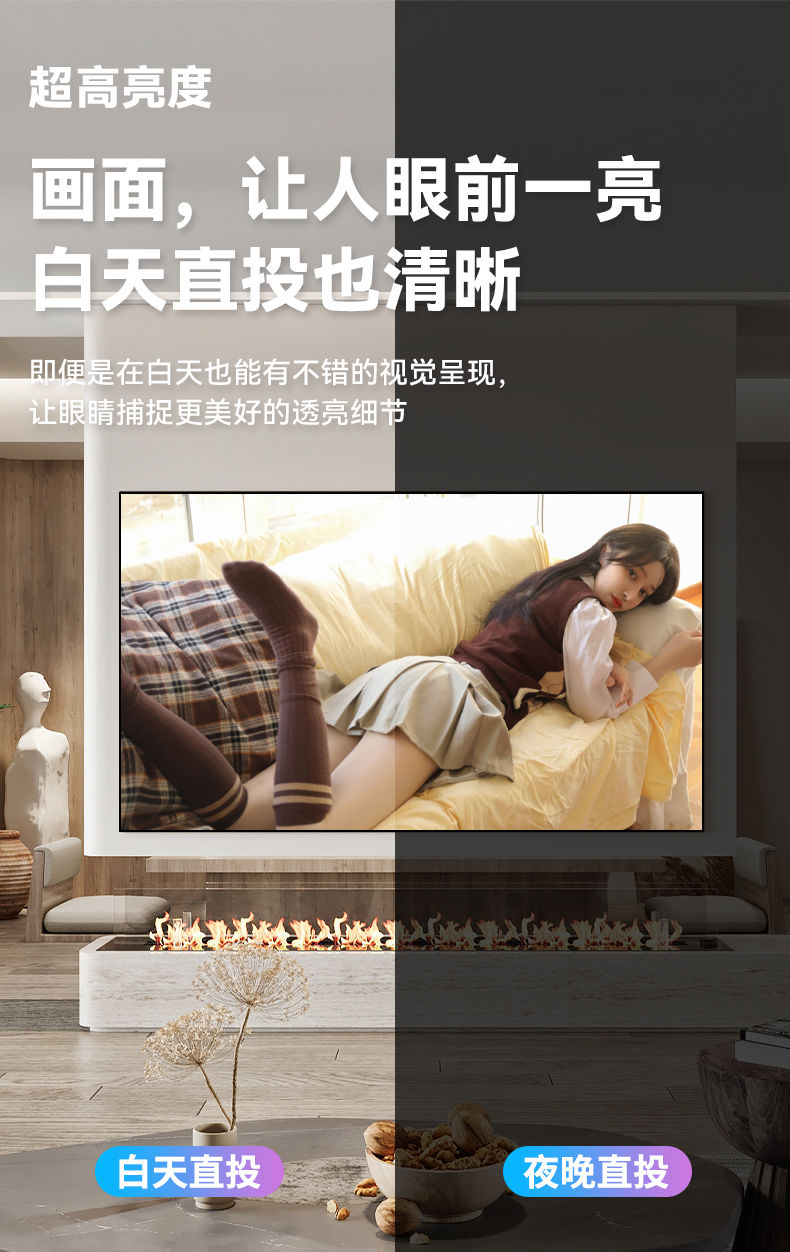 超高亮度
画面，让人眼前一亮
白天直投也清晰
即便是在白天也能有不错的视觉呈现，
让眼睛捕捉更美好的透亮细节
白天直投
夜晚直投